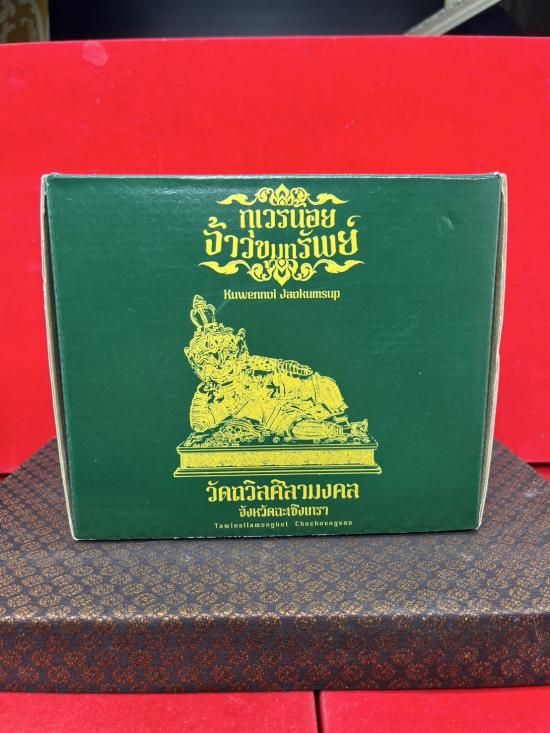 กุเวรน้อย
จ้าวขุมทรัพย์
Kuwennoi Jaokumsup
วัดถวิลศิลามงคล
จังหวัดฉะเชิงเทรา
Tawinsilamongkol Chachoengsao